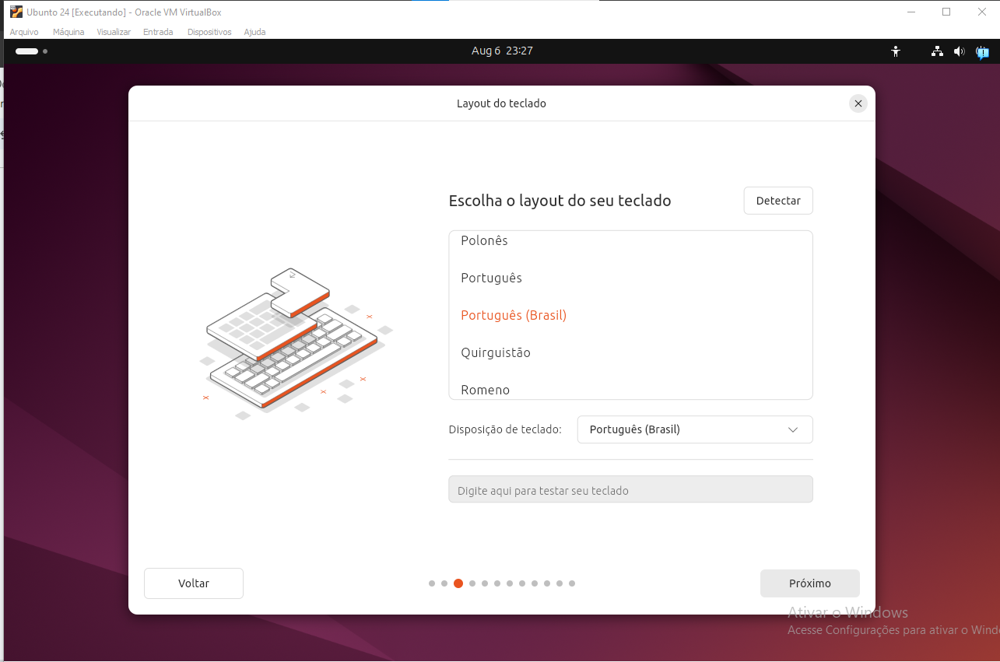 Ubunto 24 [Executando] - Oracle VM VirtualBox
Arquivo Máquina Visualizar Entrada Dispositivos Ajuda
Aug 6 23:27
Layout do teclado
Escolha o layout do seu teclado
Detectar
Polonês
Português
Português (Brasil)
Quirguistão
Romeno
Disposição de teclado:
Português (Brasil)
Digite aqui para testar seu teclado
Voltar
Próximo
Ativar o Windows
Acesse Configurações para ativar o